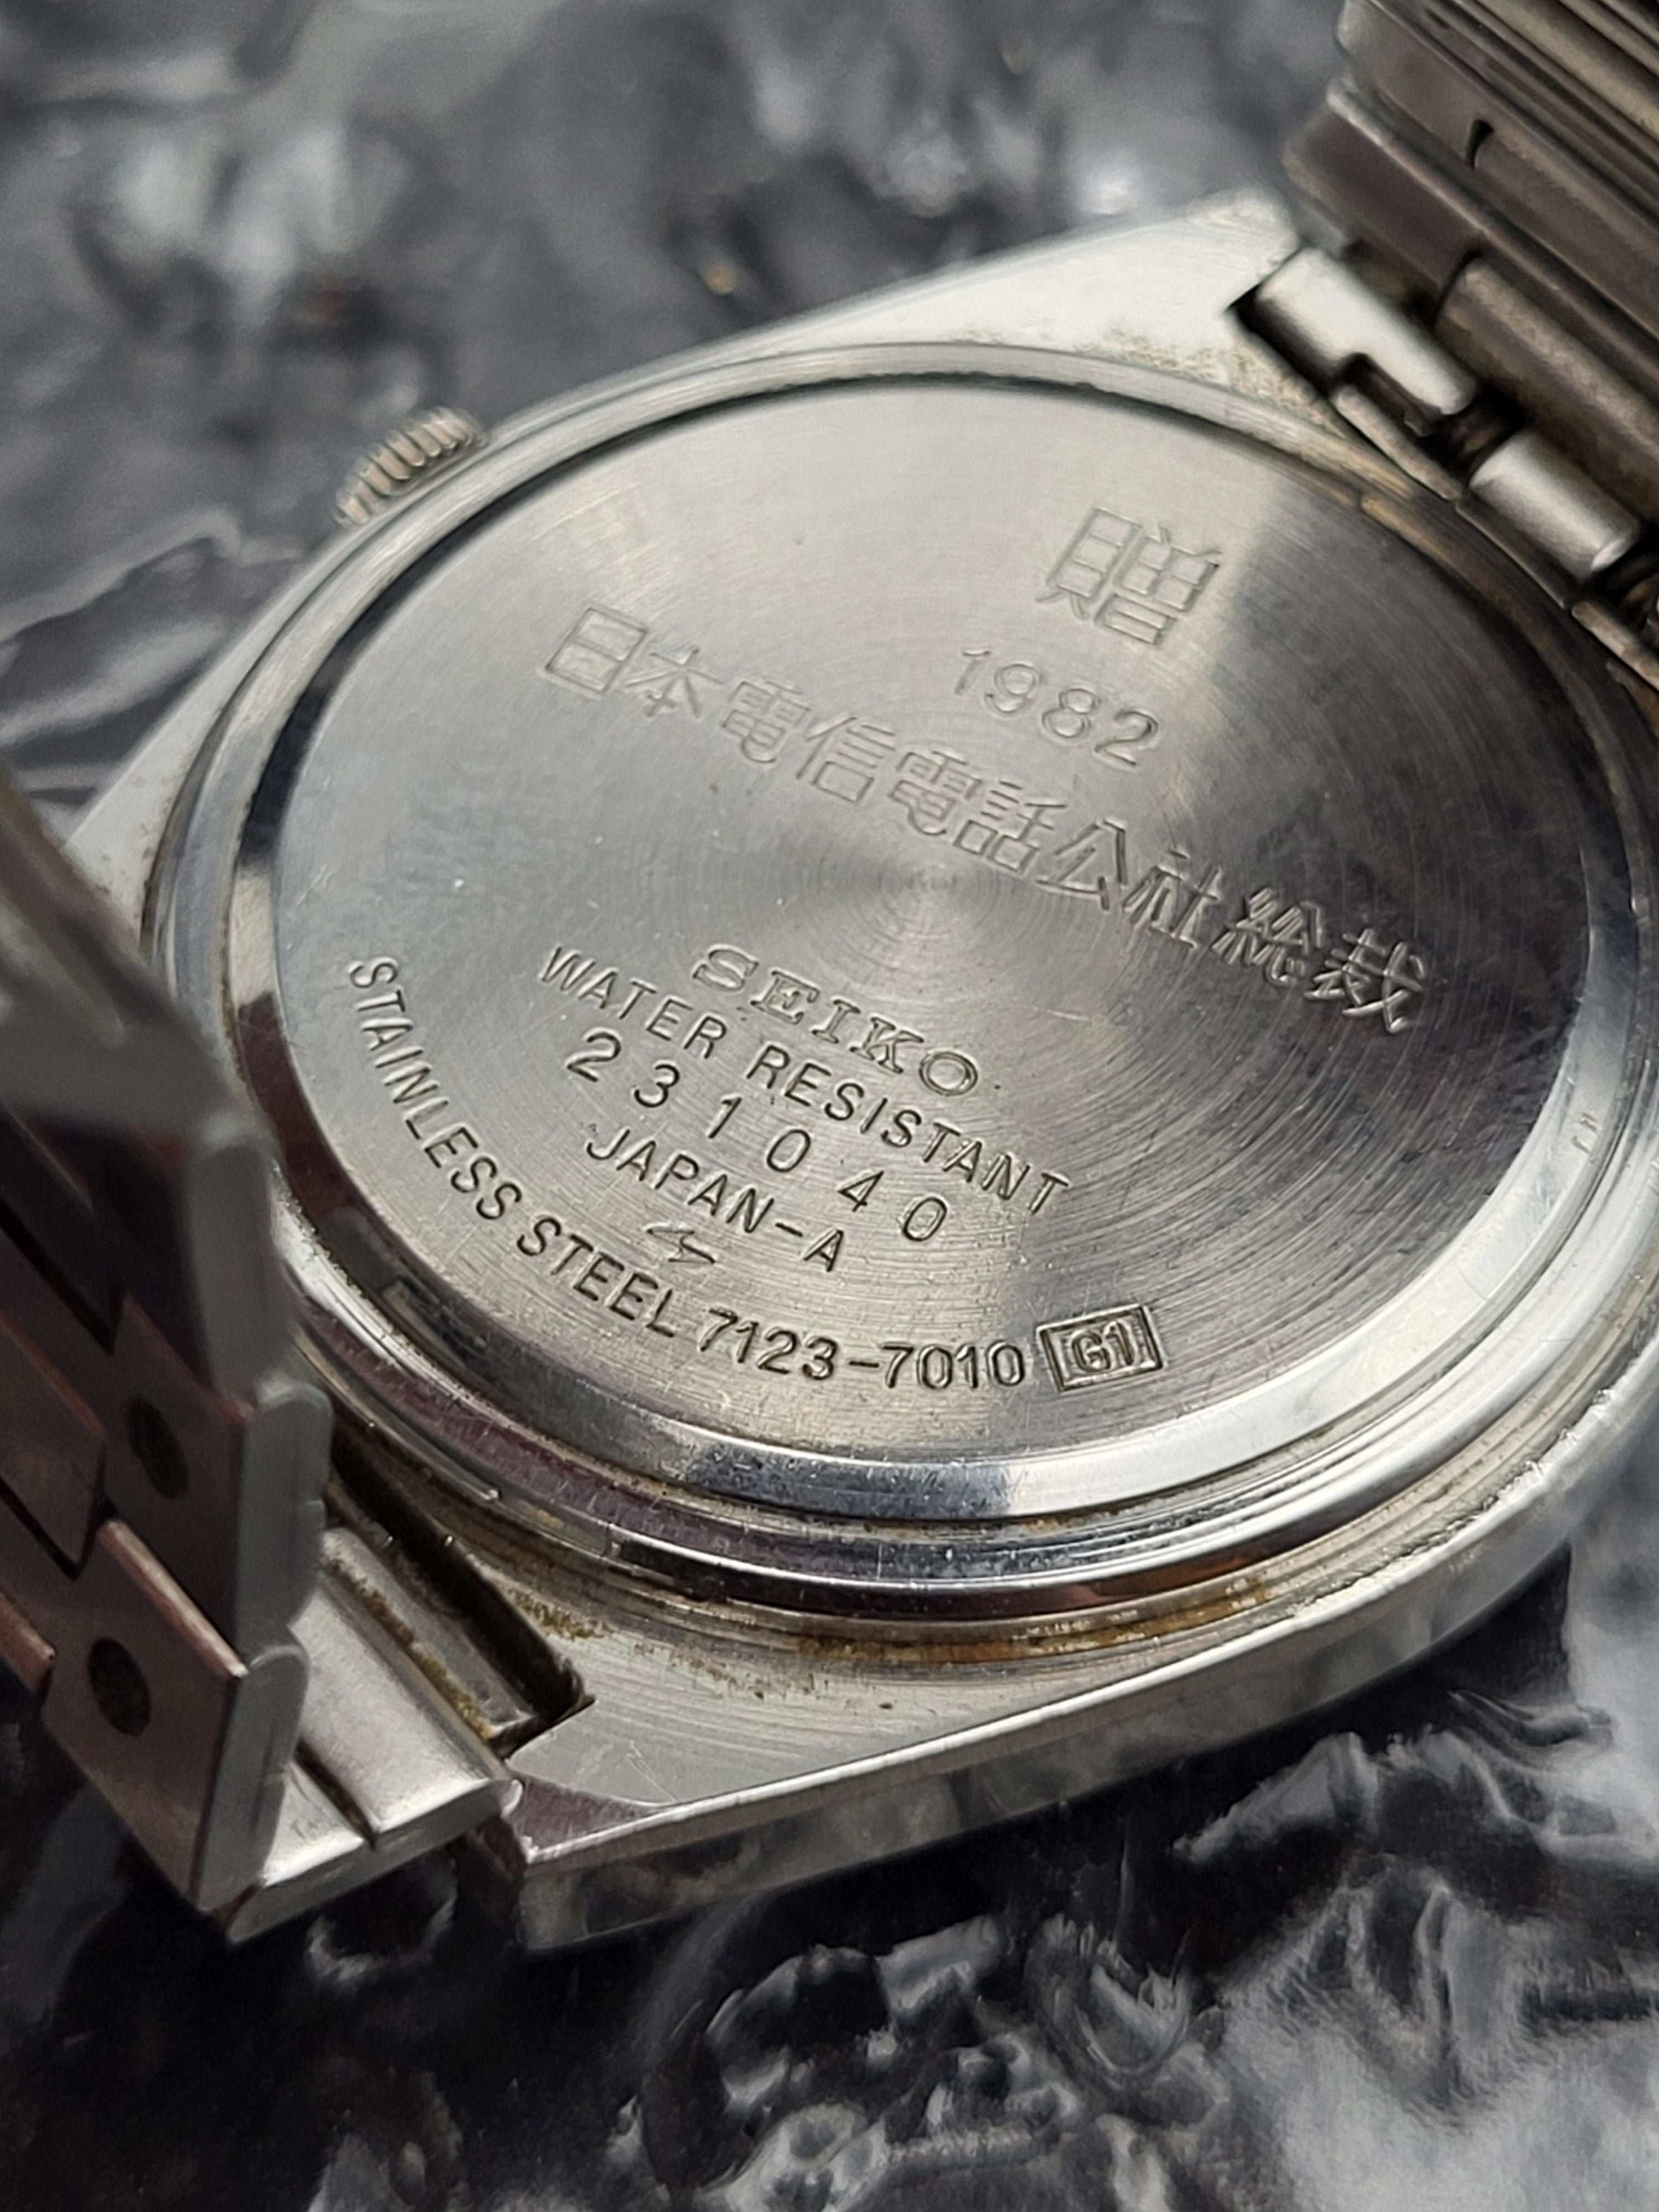 贈
1982
日本電信電話公社総裁
SEIKO
WATER RESISTANT
231040
JAPAN-A
STAINLESS STEEL 7123-7010 G1